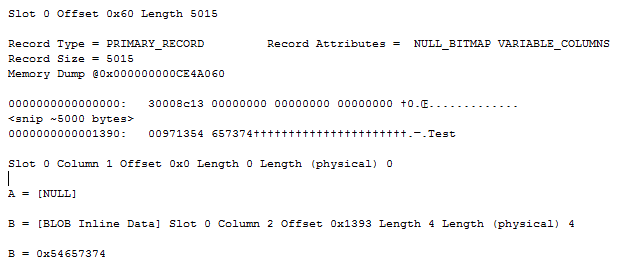 Slot 0 Offset 0x60 Length 5015
Record Type = PRIMARY_RECORD Record Attributes = NULL_BITMAP VARIABLE_COLUMNS
Record Size = 5015
Memory Dump @0x000000000CE4A060
0000000000000000: 30008c13 00000000 00000000 00000000 †0.Œ.............
<snip ~5000 bytes>
0000000000001390: 00971354 657374††††††††††††††††††††††.—.Test
Slot 0 Column 1 Offset 0x0 Length 0 Length (physical) 0
A = [NULL]
B = [BLOB Inline Data] Slot 0 Column 2 Offset 0x1393 Length 4 Length (physical) 4
B = 0x54657374